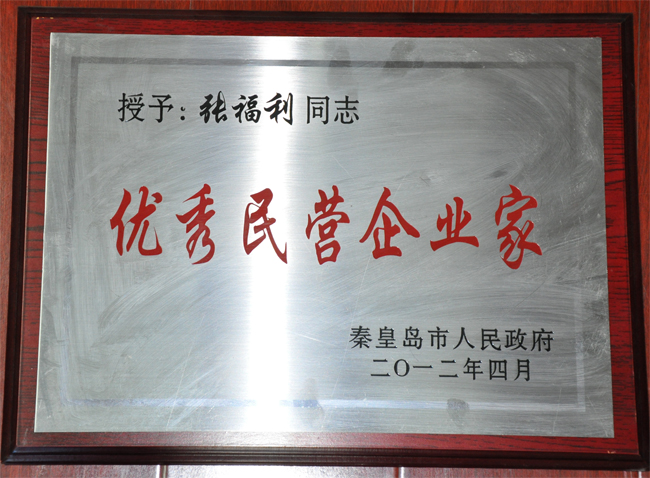 授予：张福利同志
优秀民营企业家
秦皇岛市人民政府
二〇一二年四月